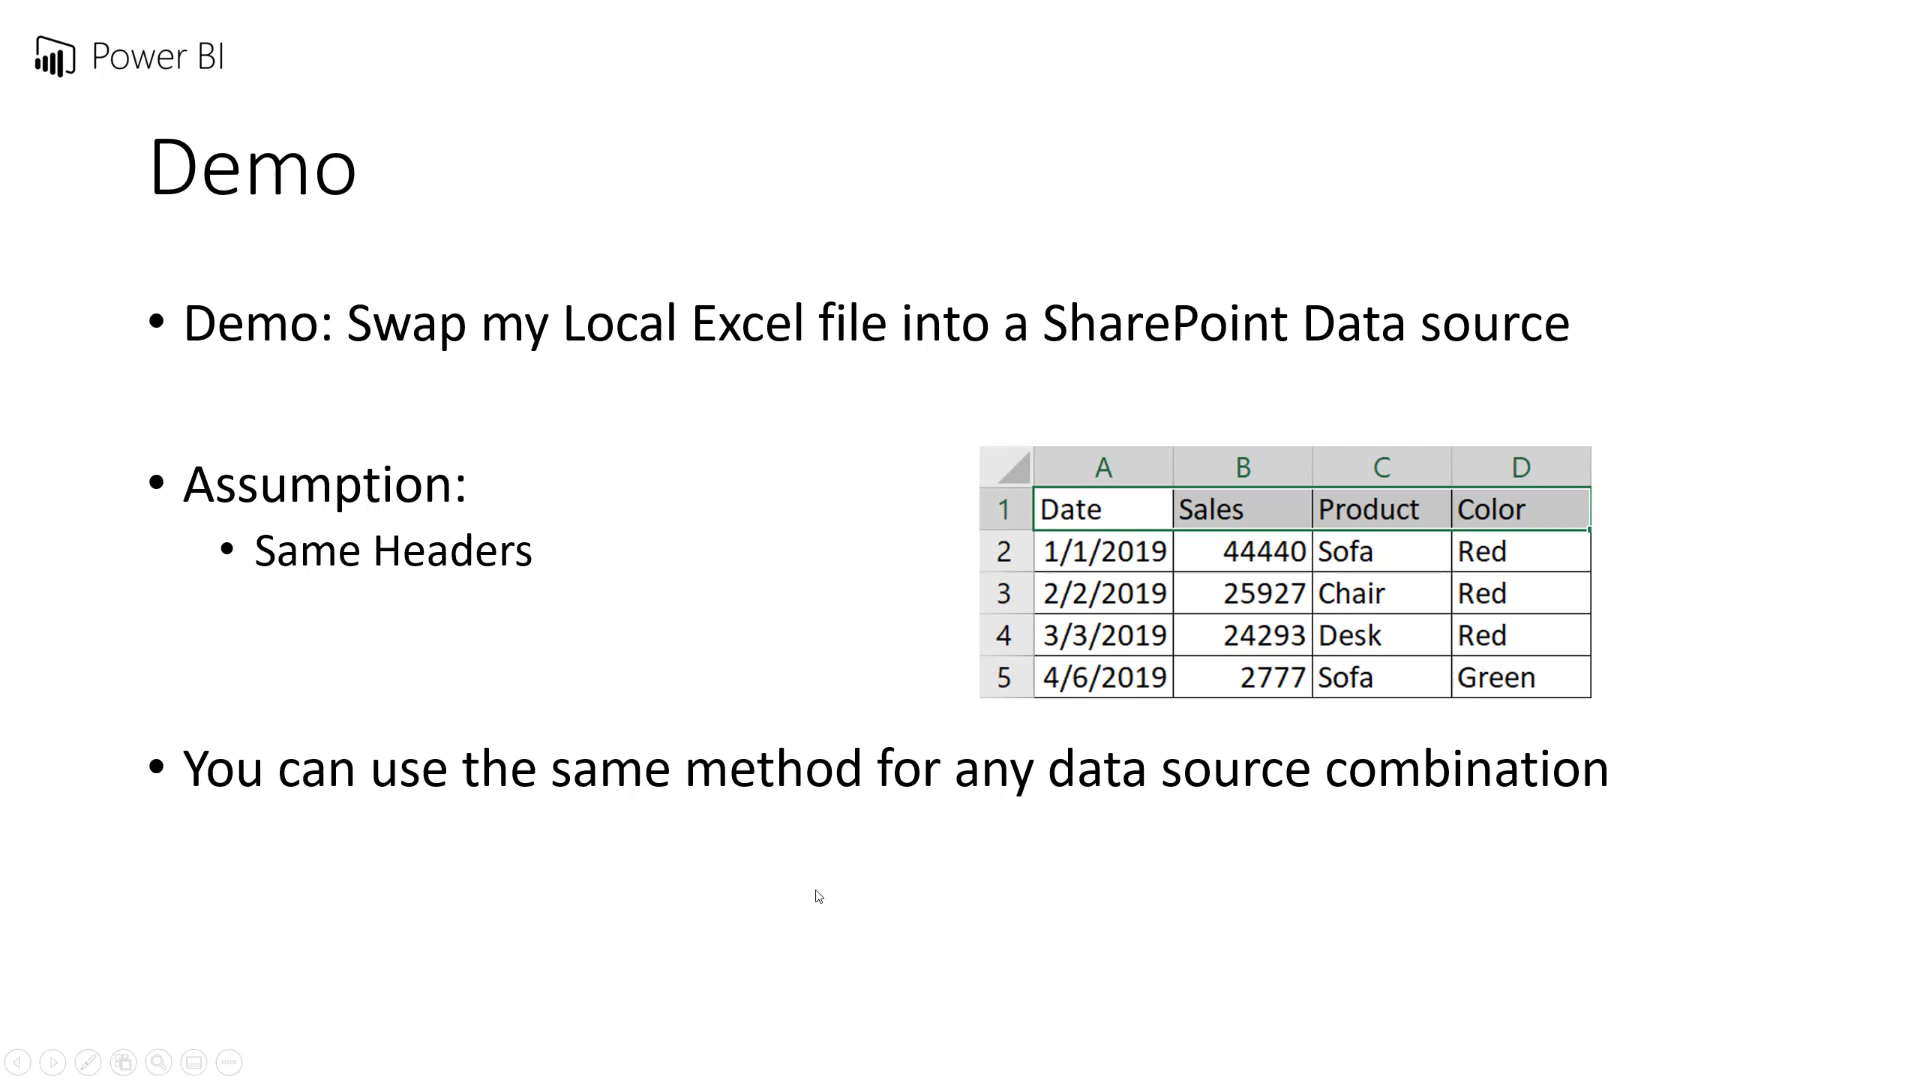 Power BI
Demo
• Demo: Swap my Local Excel file into a SharePoint Data source
• Assumption:
• Same Headers
A B C D
1 Date Sales Product Color
2 1/1/2019 44440 Sofa Red
3 2/2/2019 25927 Chair Red
4 3/3/2019 24293 Desk Red
5 4/6/2019 2777 Sofa Green
• You can use the same method for any data source combination